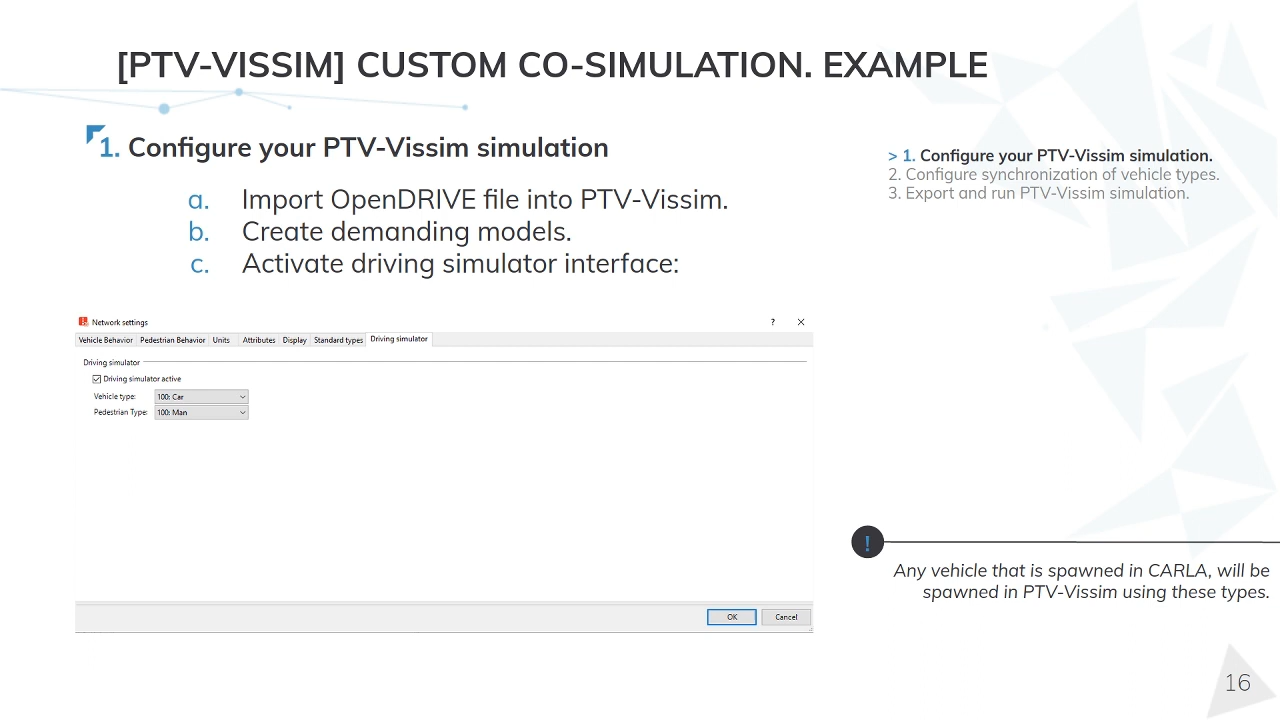 [PTV-VISSIM] CUSTOM CO-SIMULATION. EXAMPLE
1. Configure your PTV-Vissim simulation
a. Import OpenDRIVE file into PTV-Vissim.
b. Create demanding models.
c. Activate driving simulator interface:
> 1. Configure your PTV-Vissim simulation.
2. Configure synchronization of vehicle types.
3. Export and run PTV-Vissim simulation.
Network settings
Vehicle Behavior Pedestrian Behavior Units Attributes Display Standard types Driving simulator
Driving simulator
Driving simulator active
Vehicle type: 100: Car
Pedestrian Type: 100: Man
OK Cancel
!
Any vehicle that is spawned in CARLA, will be
spawned in PTV-Vissim using these types.
16